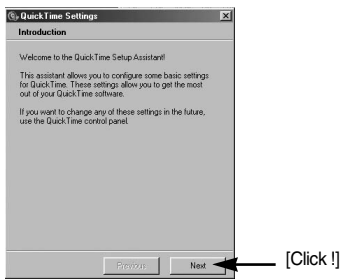 QuickTime Settings
Introduction
Welcome to the QuickTime Setup Assistant!
This assistant allows you to configure some basic settings
for QuickTime. These settings allow you to get the most
out of your QuickTime software.
If you want to change any of these settings in the future,
use the QuickTime control panel.
Previous
Next
[Click !]